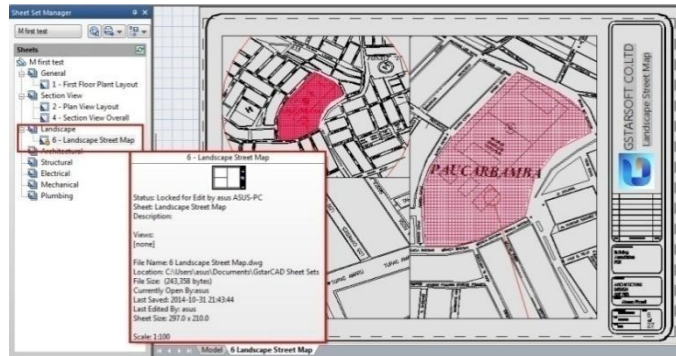 Sheet Set Manager
M first test
Sheets
M first test
General
1 - First Floor Plant Layout
Section View
2 - Plan View Layout
4 - Section View Overall
Landscape
6 - Landscape Street Map
Architectural
Structural
Electrical
Mechanical
Plumbing
6 - Landscape Street Map
Status: Locked for Edit by asus ASUS-PC
Sheet: Landscape Street Map
Description:
Views:
[none]
File Name: 6 Landscape Street Map.dwg
Location: C:\Users\asus\Documents\GstarCAD Sheet Sets
File Size: (243,358 bytes)
Currently Open By:asus
Last Saved: 2014-10-31 21:43:44
Last Edited By: asus
Sheet Size: 297.0 x 210.0
Scale: 1:100
PAUCARBAMBA
GSTARSOFT CO.LTD
Landscape Street Map
Model
6 Landscape Street Map